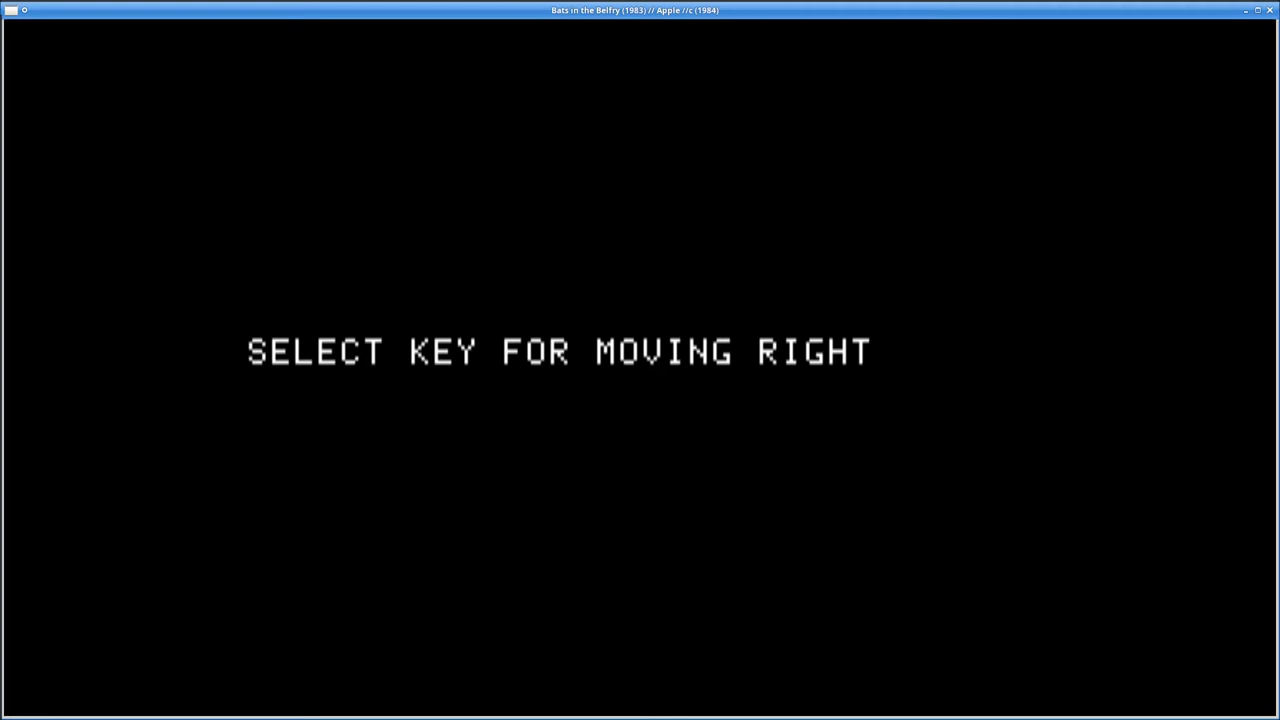 Bats in the Belfry (1983) // Apple //c (1984)
SELECT KEY FOR MOVING RIGHT